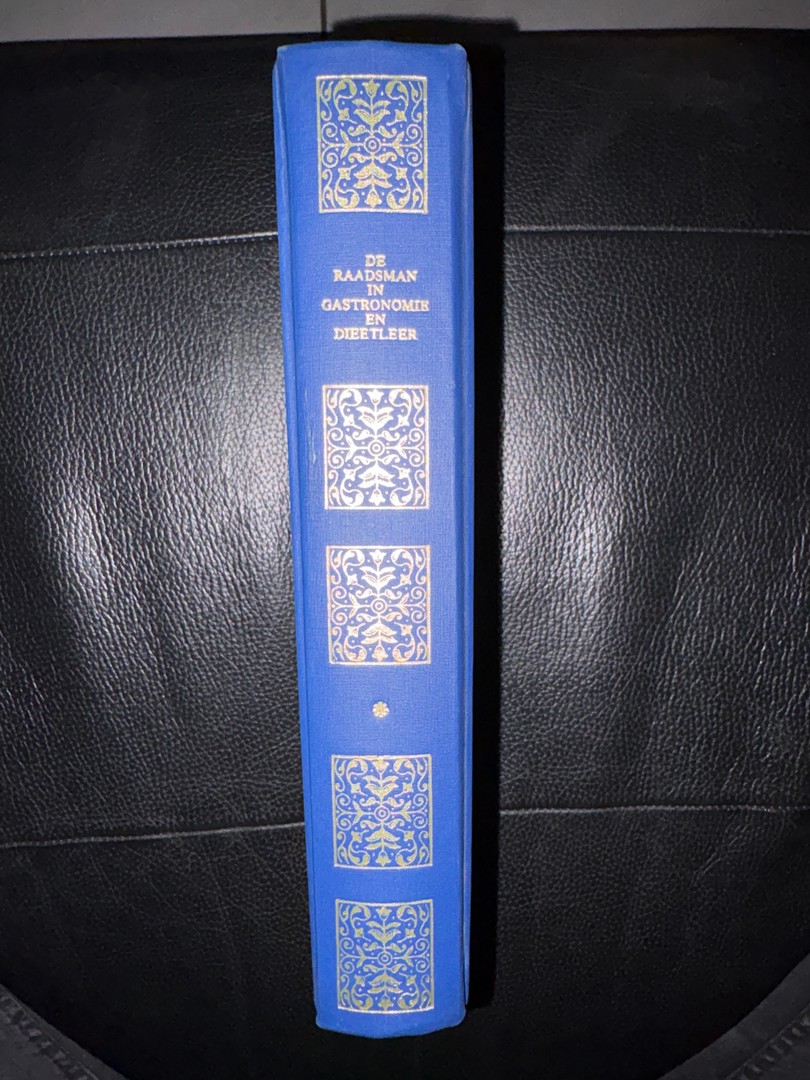 DE
RAADSMAN
IN
GASTRONOMIE
EN
DIEETLEER